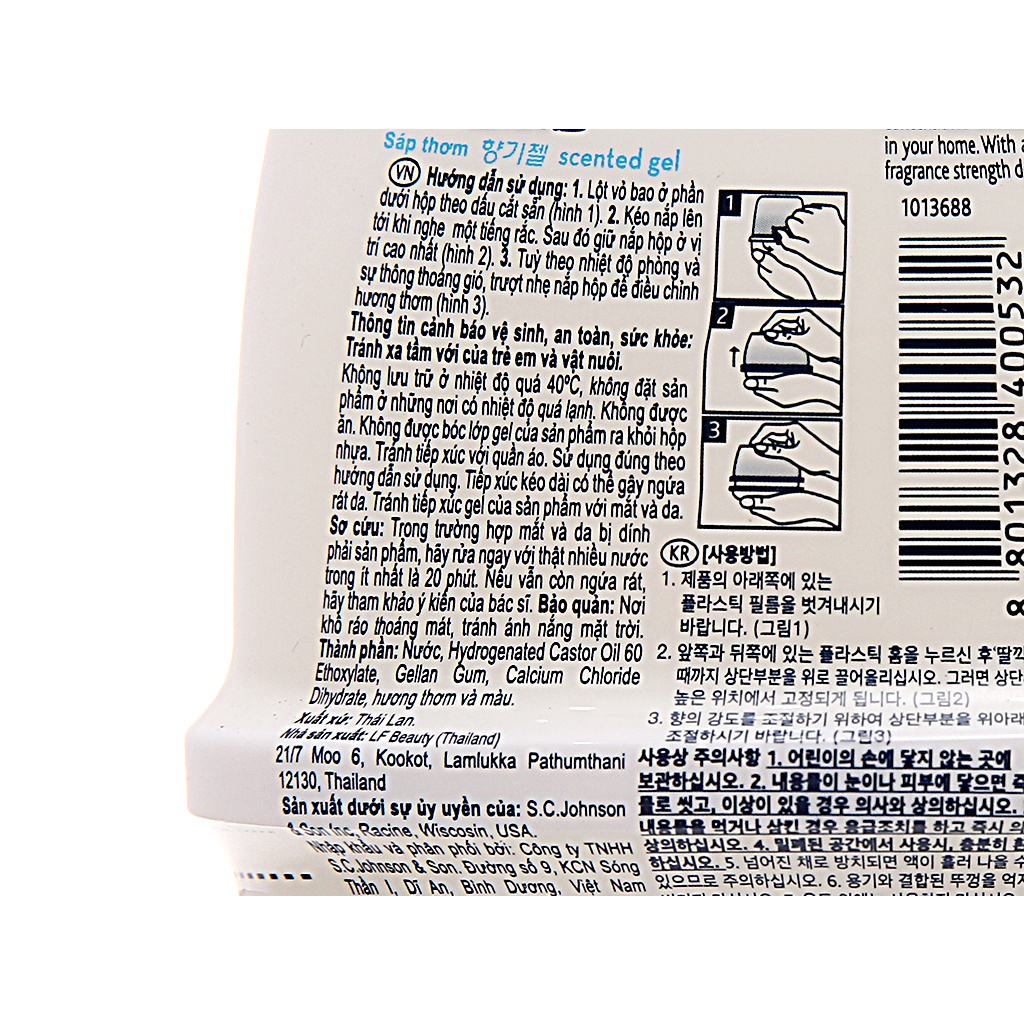 Sáp thơm 향기젤 scented gel
VN Hướng dẫn sử dụng: 1. Lột vỏ bao ở phần
dưới hộp theo dấu cắt sẵn (hình 1). 2. Kéo nắp lên
tới khi nghe một tiếng rắc. Sau đó giữ nắp hộp ở vị
trí cao nhất (hình 2). 3. Tuỳ theo nhiệt độ phòng và
sự thông thoáng gió, trượt nhẹ nắp hộp để điều chỉnh
hương thơm (hình 3).
Thông tin cảnh báo vệ sinh, an toàn, sức khỏe:
Tránh xa tầm với của trẻ em và vật nuôi.
Không lưu trữ ở nhiệt độ quá 40ºC, không đặt sản
phẩm ở những nơi có nhiệt độ quá lạnh. Không được
ăn. Không được bóc lớp gel của sản phẩm ra khỏi hộp
nhựa. Tránh tiếp xúc với quần áo. Sử dụng đúng theo
hướng dẫn sử dụng. Tiếp xúc kéo dài có thể gây ngứa
rát da. Tránh tiếp xúc gel của sản phẩm với mắt và da.
Sơ cứu: Trong trường hợp mắt và da bị dính
phải sản phẩm, hãy rửa ngay với thật nhiều nước
trong ít nhất là 20 phút. Nếu vẫn còn ngứa rát,
hãy tham khảo ý kiến của bác sĩ. Bảo quản: Nơi
khô ráo thoáng mát, tránh ánh nắng mặt trời.
Thành phần: Nước, Hydrogenated Castor Oil 60
Ethoxylate, Gellan Gum, Calcium Chloride
Dihydrate, hương thơm và màu.
Xuất xứ: Thái Lan.
Nhà sản xuất: LF Beauty (Thailand)
21/7 Moo 6, Kookot, Lamlukka Pathumthani
12130, Thailand
Sản xuất dưới sự ủy uyền của: S.C.Johnson
& Son Inc, Racine, Wiscosin, USA.
Nhập khẩu và phân phối bởi: Công ty TNHH
S.C.Johnson & Son. Đường số 9, KCN Sóng
Thần I, Dĩ An, Bình Dương, Việt Nam
1
2
3
in your home. With
fragrance strength
1013688
8 801328 400532
KR [사용방법]
1. 제품의 아래쪽에 있는
플라스틱 필름을 벗겨내시기
바랍니다. (그림1)
2. 앞쪽과 뒤쪽에 있는 플라스틱 홈을 누르신 후
때까지 상단부분을 위로 끌어올리십시오. 그러면
높은 위치에서 고정되게 됩니다. (그림2)
3. 향의 강도를 조절하기 위하여 상단부분을
조절하시기 바랍니다. (그림3)
사용상 주의사항 1. 어린이의 손에 닿지 않는 곳에
보관하십시오. 2. 내용물이 눈이나 피부에 닿으면
물로 씻고, 이상이 있을 경우 의사와 상의하십시오.
내용물을 먹거나 삼킨 경우 응급조치를 하고 즉시
상의하십시오. 4. 밀폐된 공간에서 사용시, 충분히
하십시오. 5. 넘어진 채로 방치되면 액이 흘러 나올
있으므로 주의하십시오. 6. 용기와 결합된 뚜껑을